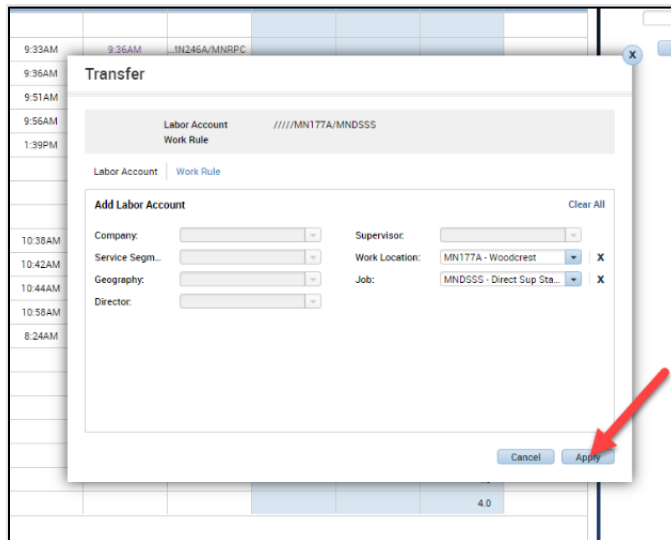 9:33AM 9:36AM ...!N246A/MNRPC
9:36AM
9:51AM
9:56AM
1:39PM
10:38AM
10:42AM
10:44AM
10:58AM
8:24AM
X
Transfer
Labor Account /////MN177A/MNDSSS
Work Rule
Labor Account Work Rule
Add Labor Account Clear All
Company: Supervisor:
Service Segm... Work Location: MN177A - Woodcrest X
Geography: Job: MNDSSS - Direct Sup Sta... X
Director:
Cancel Apply
4.0